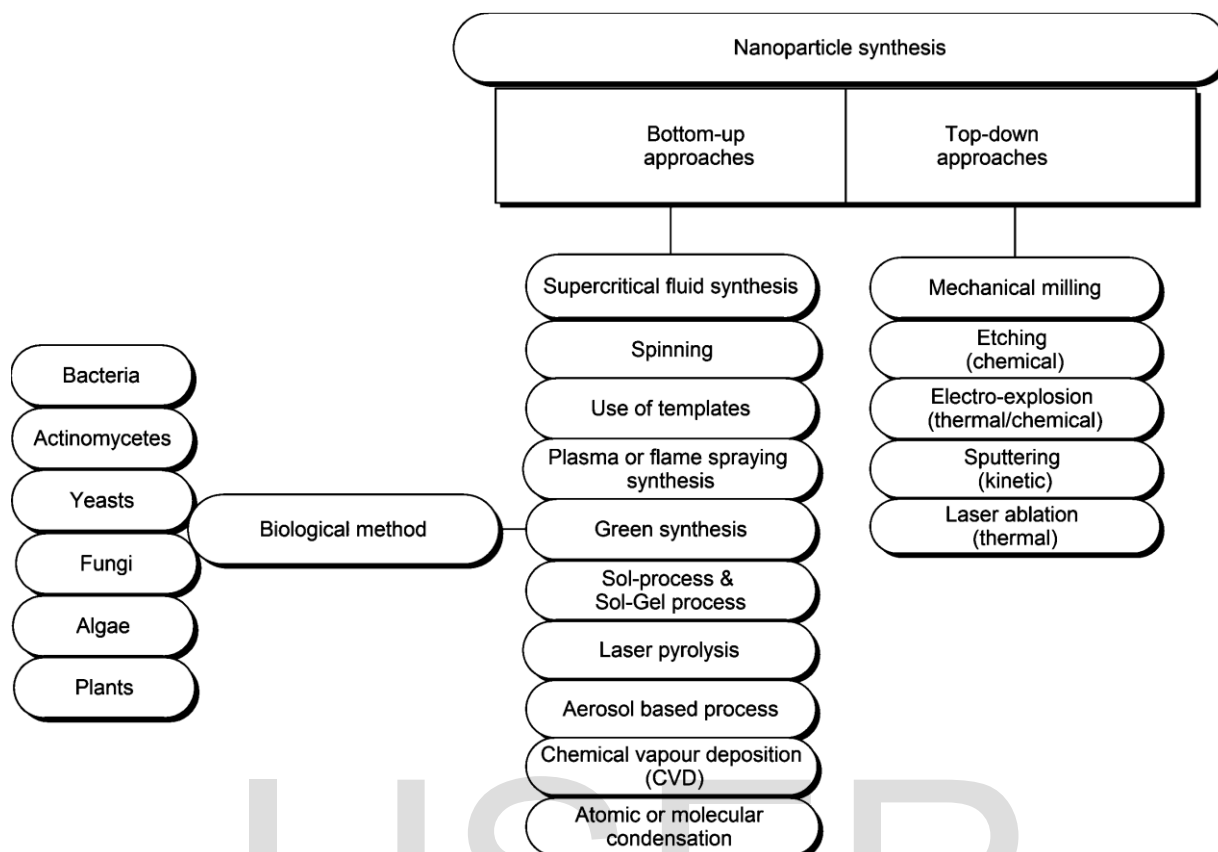 Nanoparticle synthesis
Bottom-up
approaches
Top-down
approaches
Supercritical fluid synthesis
Spinning
Use of templates
Plasma or flame spraying
synthesis
Green synthesis
Sol-process &
Sol-Gel process
Laser pyrolysis
Aerosol based process
Chemical vapour deposition
(CVD)
Atomic or molecular
condensation
Mechanical milling
Etching
(chemical)
Electro-explosion
(thermal/chemical)
Sputtering
(kinetic)
Laser ablation
(thermal)
Biological method
Bacteria
Actinomycetes
Yeasts
Fungi
Algae
Plants